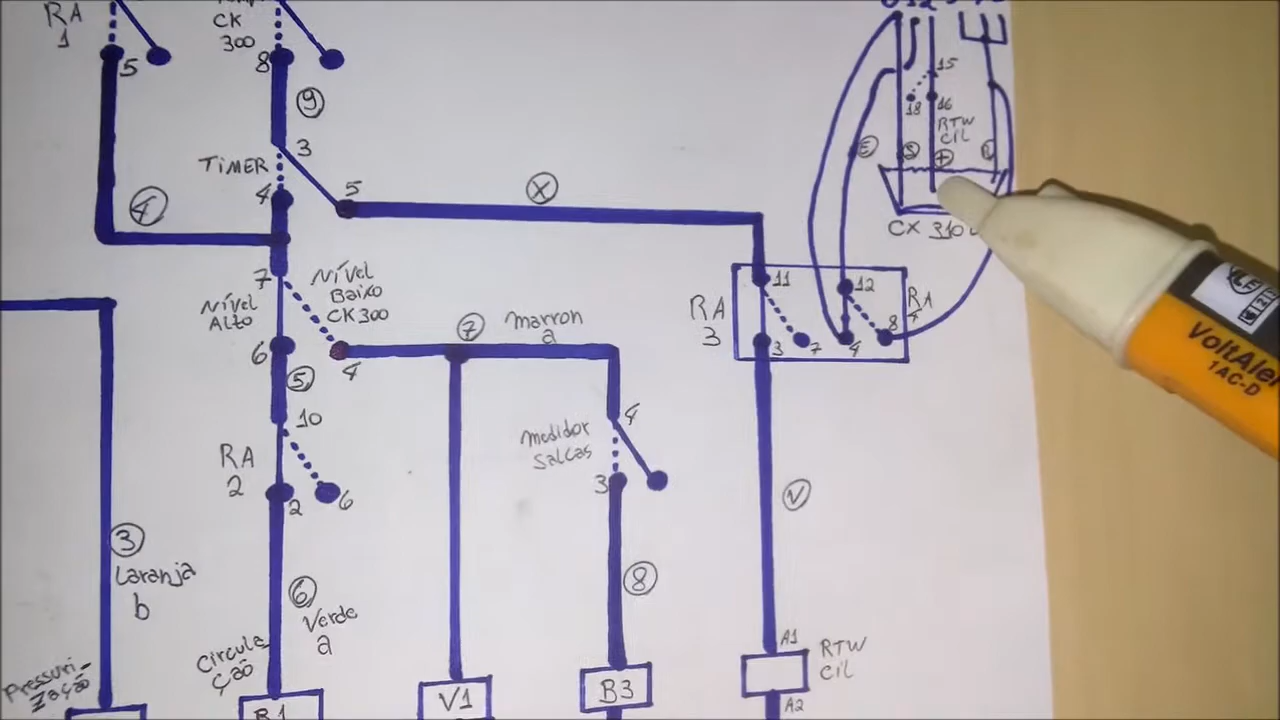 RA
1
5
CK
300
8
9
TIMER
3
4
5
X
4
7
Nível
Alto
Nível
Baixo
CK300
6
4
7
marron
a
5
10
RA
2
2
6
medidor
Salcas
4
3
8
3
Laranja
b
6
Verde
a
Circula-
ção
Pressuri-
zação
B1
V1
B3
RA
3
11
7
3
12
4
8
RA
4
V
A1
RTW
CIL
A2
15
18
16
RTW
CIL
E
S
+
L
CX 310
VoltAlert
1AC-D